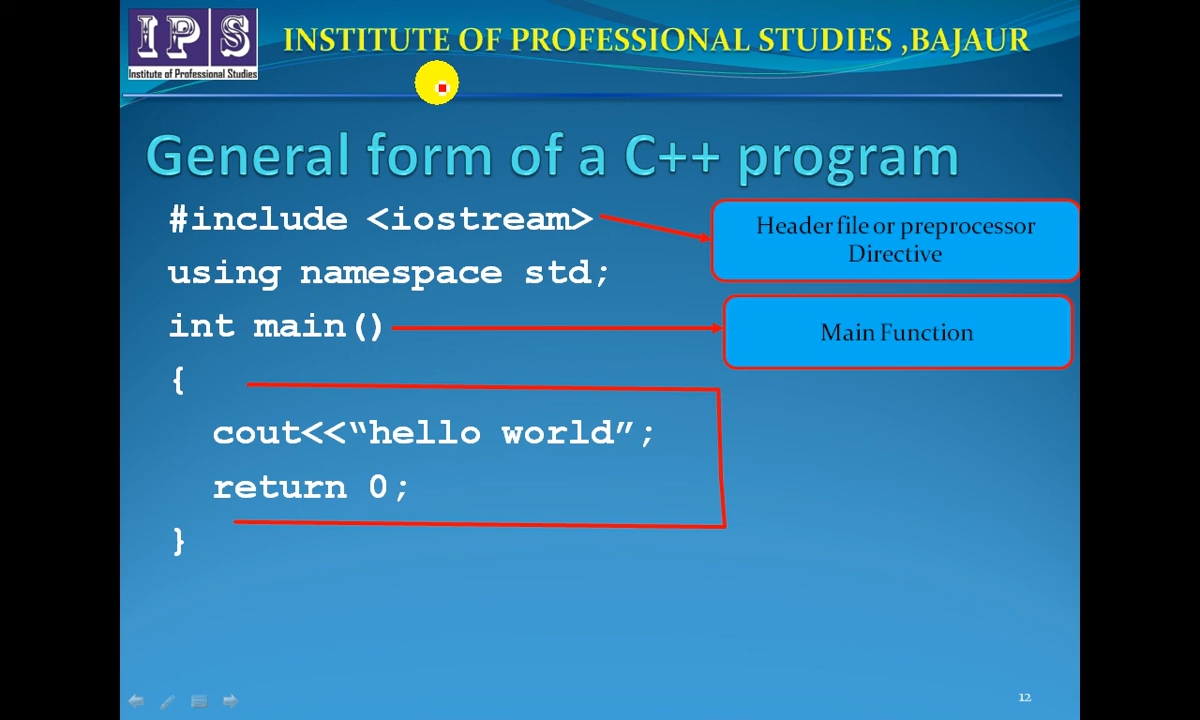 IPS
Institute of Professional Studies
INSTITUTE OF PROFESSIONAL STUDIES ,BAJAUR
General form of a C++ program
#include <iostream>
Header file or preprocessor
Directive
using namespace std;
int main()
Main Function
{
cout<<“hello world”;
return 0;
}
12